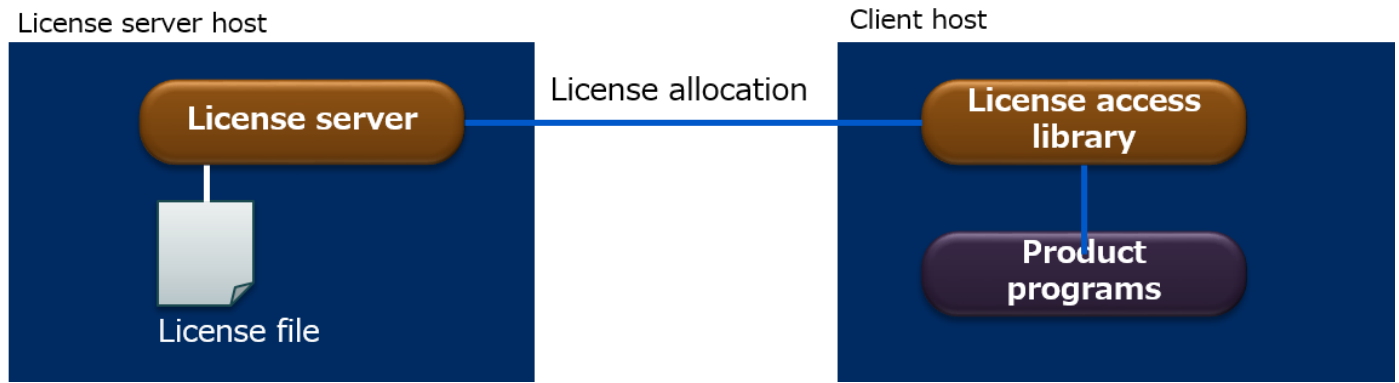 License server host
Client host
License server
License allocation
License access
library
Product
programs
License file